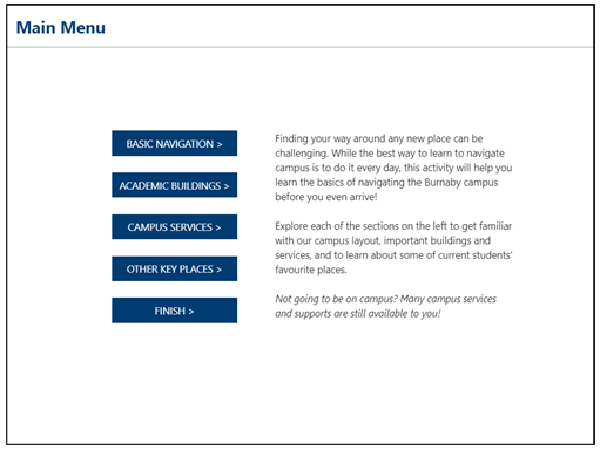 Main Menu
BASIC NAVIGATION >
ACADEMIC BUILDINGS >
CAMPUS SERVICES >
OTHER KEY PLACES >
FINISH >
Finding your way around any new place can be
challenging. While the best way to learn to navigate
campus is to do it every day, this activity will help you
learn the basics of navigating the Burnaby campus
before you even arrive!
Explore each of the sections on the left to get familiar
with our campus layout, important buildings and
services, and to learn about some of current students'
favourite places.
Not going to be on campus? Many campus services
and supports are still available to you!